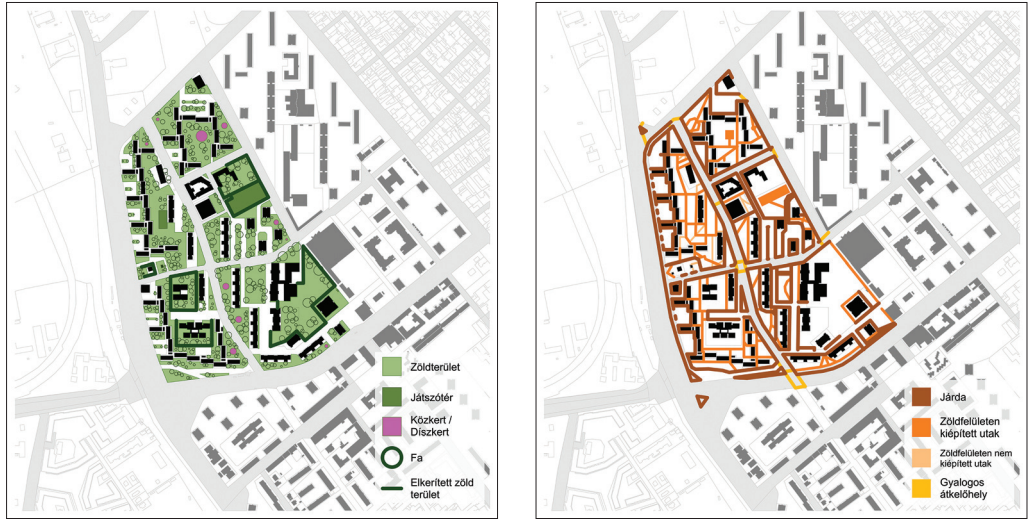 Zöldterület
Játszótér
Közkert /
Díszkert
Fa
Elkerített zöld
terület
Járda
Zöldfelületen
kiépített utak
Zöldfelületen nem
kiépített utak
Gyalogos
átkelőhely